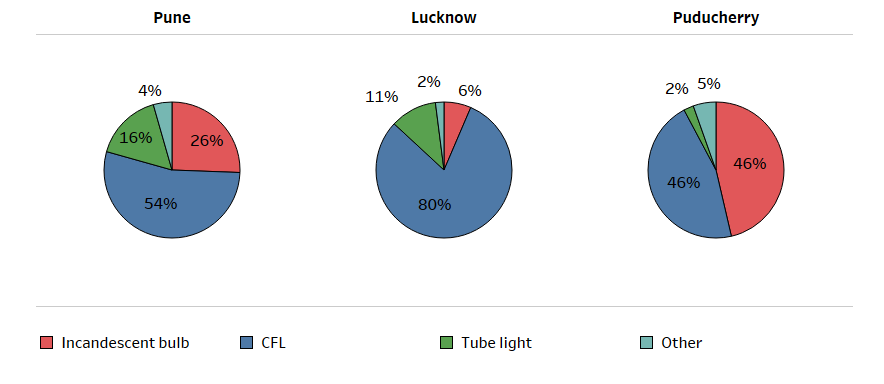 Pune Lucknow Puducherry
4% 26% 16% 54%
2% 6% 11% 80%
2% 5% 46% 46%
Incandescent bulb CFL Tube light Other